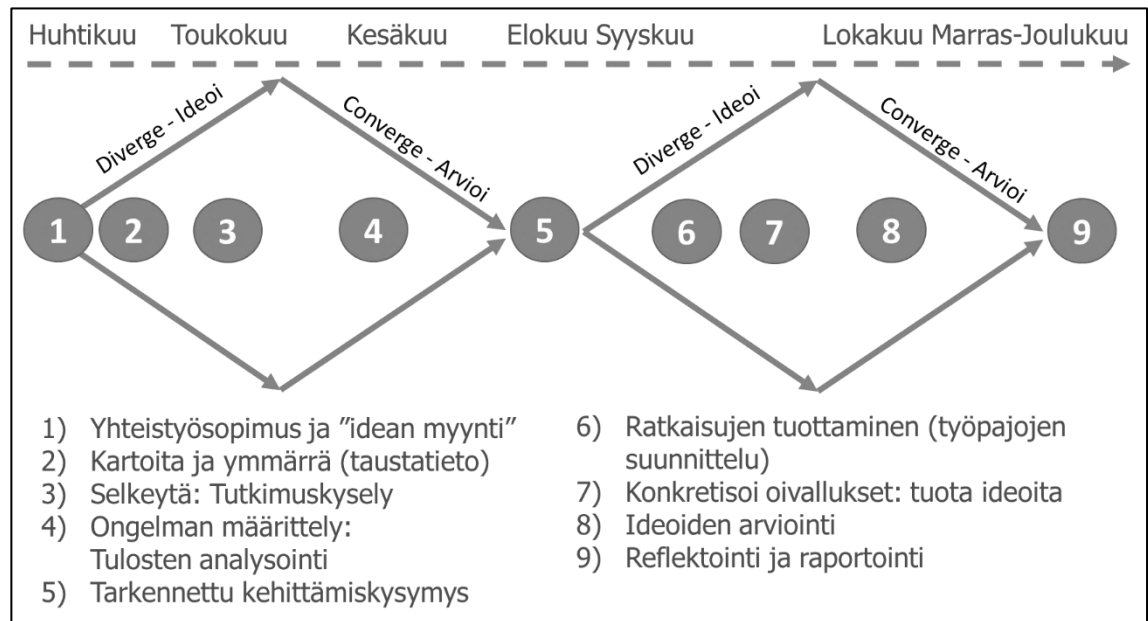 Huhtikuu Toukokuu Kesäkuu Elokuu Syyskuu Lokakuu Marras-Joulukuu
Diverge - Ideoi
Converge - Arvioi
Diverge - Ideoi
Converge - Arvioi
1 2 3 4 5 6 7 8 9
1) Yhteistyösopimus ja ”idean myynti”
2) Kartoita ja ymmärrä (taustatieto)
3) Selkeytä: Tutkimuskysely
4) Ongelman määrittely:
Tulosten analysointi
5) Tarkennettu kehittämiskysymys
6) Ratkaisujen tuottaminen (työpajojen
suunnittelu)
7) Konkretisoi oivallukset: tuota ideoita
8) Ideoiden arviointi
9) Reflektointi ja raportointi